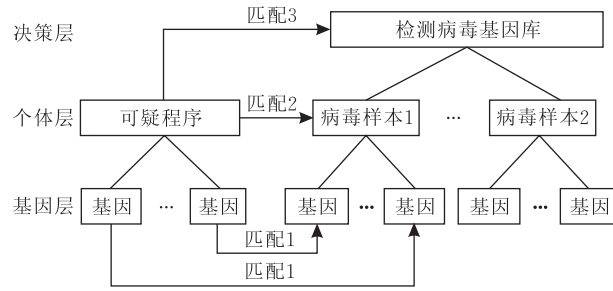 决策层
匹配3
检测病毒基因库
个体层
可疑程序
匹配2
病毒样本1
…
病毒样本2
基因层
基因 … 基因
基因 … 基因
基因 … 基因
匹配1
匹配1